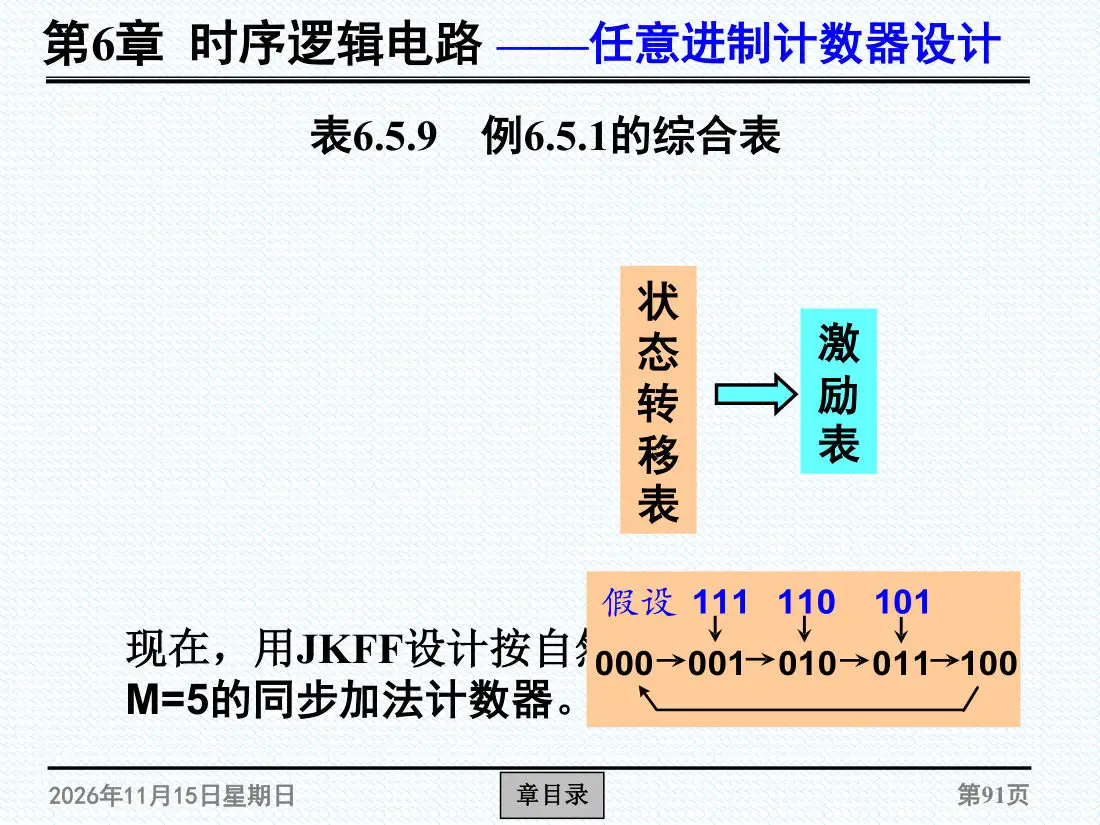 第6章 时序逻辑电路 ——任意进制计数器设计
表6.5.9 例6.5.1的综合表
状态转移表
激励表
假设 111 110 101
000→001→010→011→100
现在，用JKFF设计按自
M=5的同步加法计数器。
2026年11月15日星期日
章目录
第91页